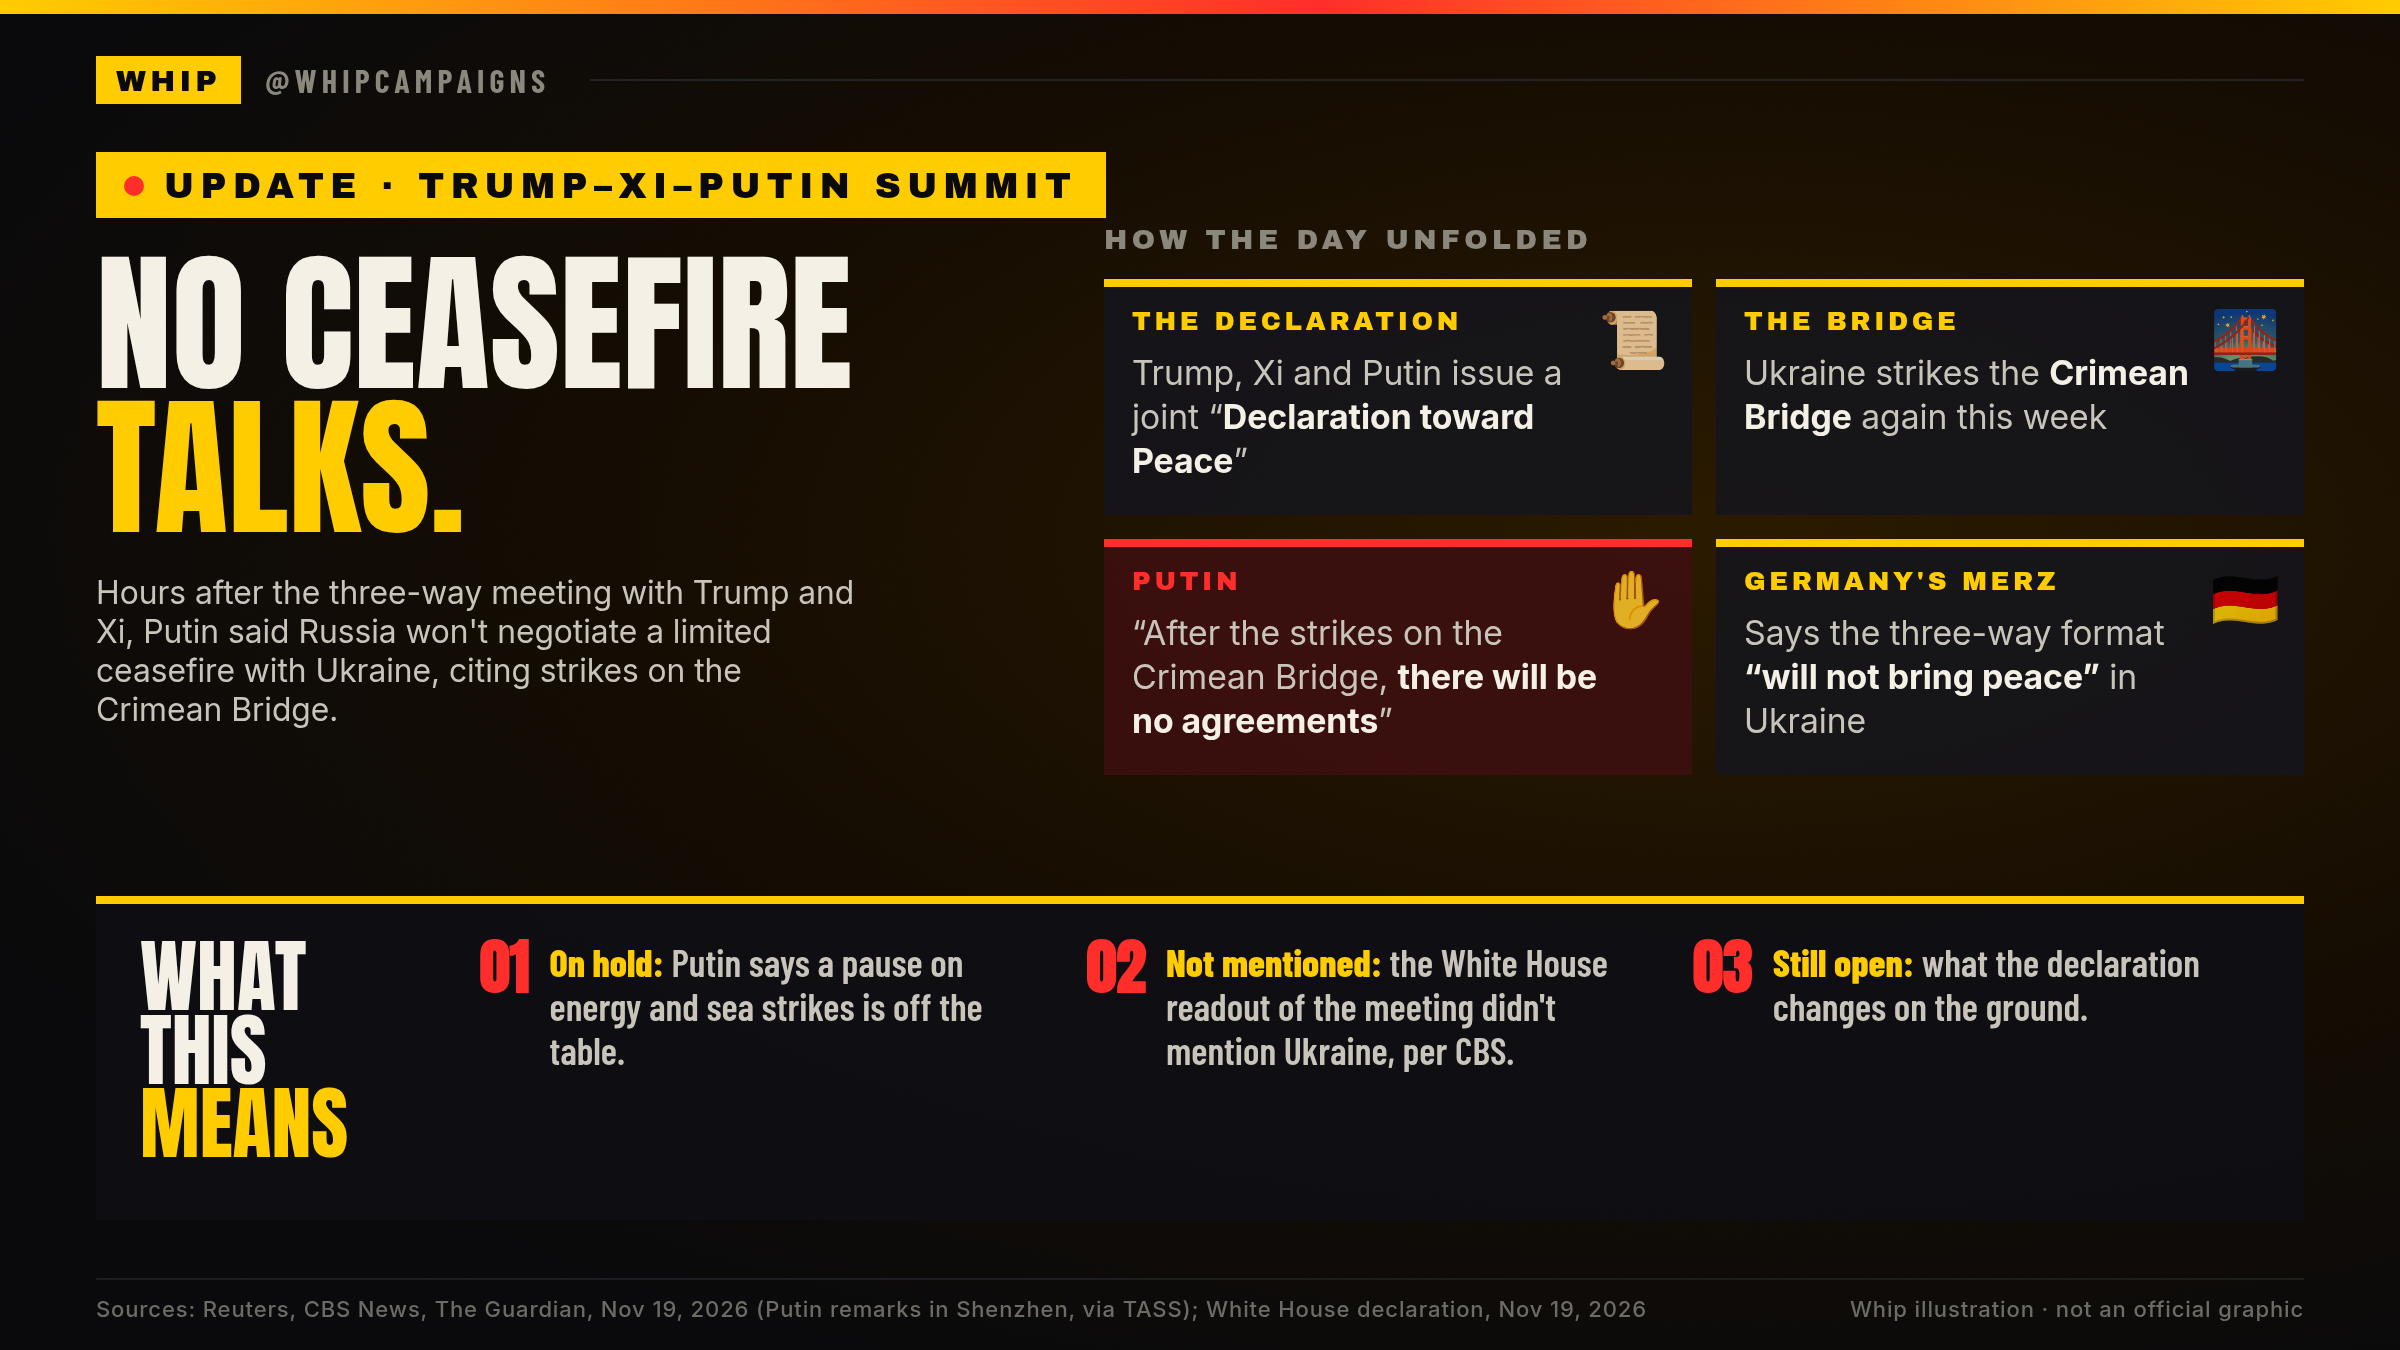 WHIP @WHIPCAMPAIGNS
UPDATE · TRUMP–XI–PUTIN SUMMIT
NO CEASEFIRE
TALKS.
Hours after the three-way meeting with Trump and
Xi, Putin said Russia won't negotiate a limited
ceasefire with Ukraine, citing strikes on the
Crimean Bridge.
HOW THE DAY UNFOLDED
THE DECLARATION
Trump, Xi and Putin issue a
joint “Declaration toward
Peace”
THE BRIDGE
Ukraine strikes the Crimean
Bridge again this week
PUTIN
“After the strikes on the
Crimean Bridge, there will be
no agreements”
GERMANY'S MERZ
Says the three-way format
“will not bring peace” in
Ukraine
WHAT
THIS
MEANS
01 On hold: Putin says a pause on
energy and sea strikes is off the
table.
02 Not mentioned: the White House
readout of the meeting didn't
mention Ukraine, per CBS.
03 Still open: what the declaration
changes on the ground.
Sources: Reuters, CBS News, The Guardian, Nov 19, 2026 (Putin remarks in Shenzhen, via TASS); White House declaration, Nov 19, 2026
Whip illustration · not an official graphic